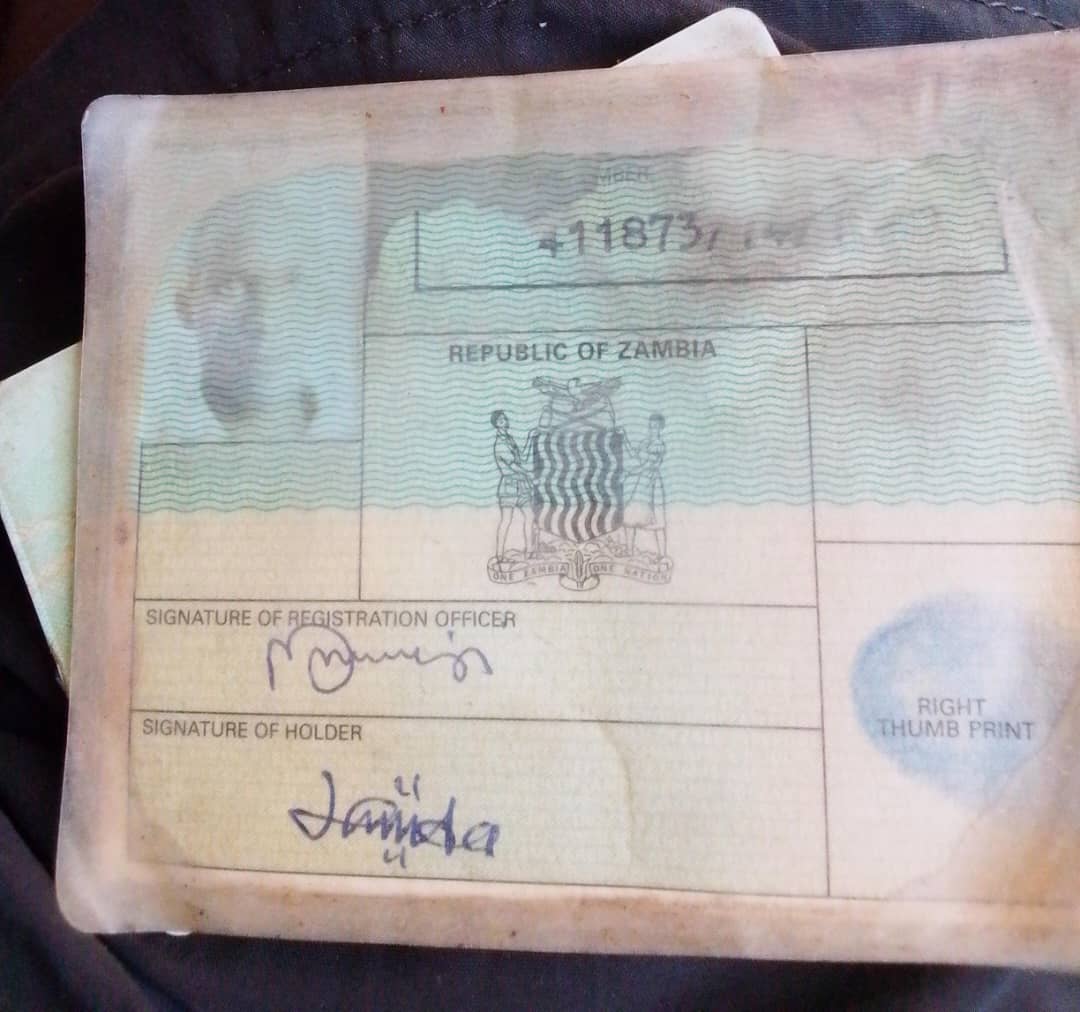 REPUBLIC OF ZAMBIA
ONE ZAMBIA ONE NATION
SIGNATURE OF REGISTRATION OFFICER
SIGNATURE OF HOLDER
RIGHT
THUMB PRINT